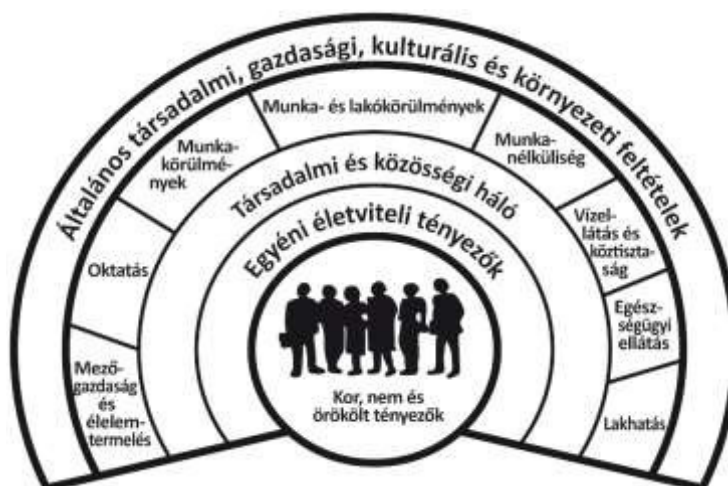 Általános társadalmi, gazdasági, kulturális és környezeti feltételek
Munka- és lakókörülmények
Munka-
körülmé-
nyek
Munka-
nélküliség
Társadalmi és közösségi háló
Oktatás
Vízel-
látás és
köztiszta-
ság
Egyéni életviteli tényezők
Egész-
ségügyi
ellátás
Mező-
gazdaság
és
élelem-
termelés
Lakhatás
Kor, nem és
örökölt tényezők